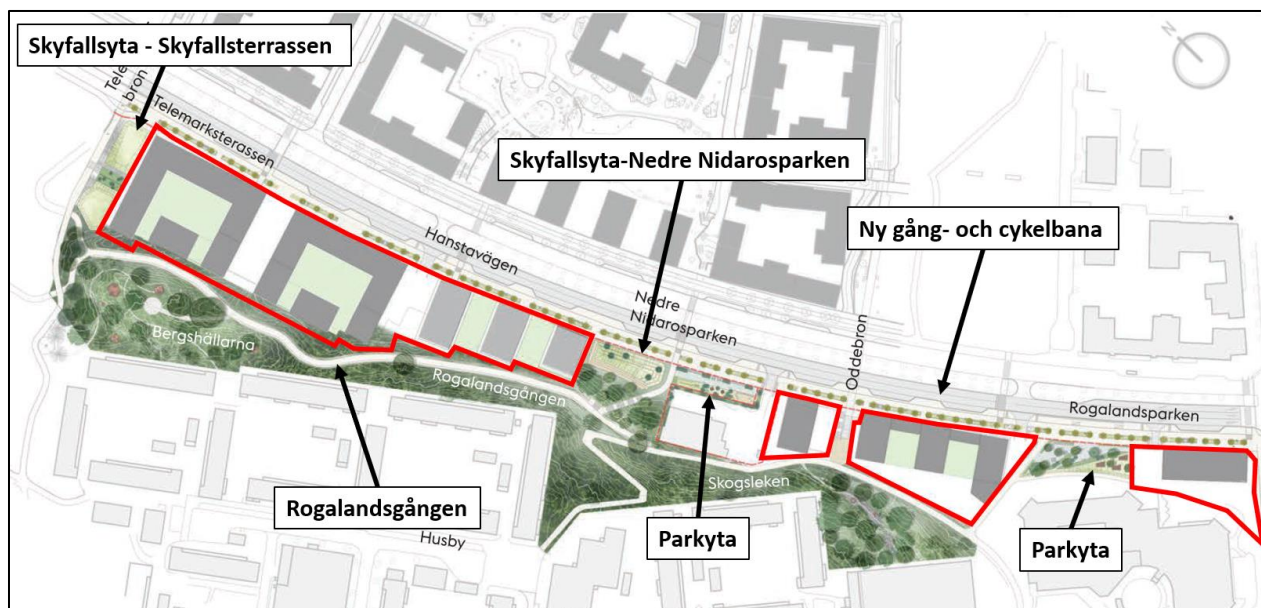 Skyfallsyta - Skyfallsterrassen
N
bron
Telemarksterassen
Skyfallsyta-Nedre Nidarosparken
Ny gång- och cykelbana
Hanstavägen
Nedre
Nidarosparken
Oddebron
Rogalandsparken
Bergshällarna
Rogalandsgången
Skogsleken
Rogalandsgången
Husby
Parkyta
Parkyta